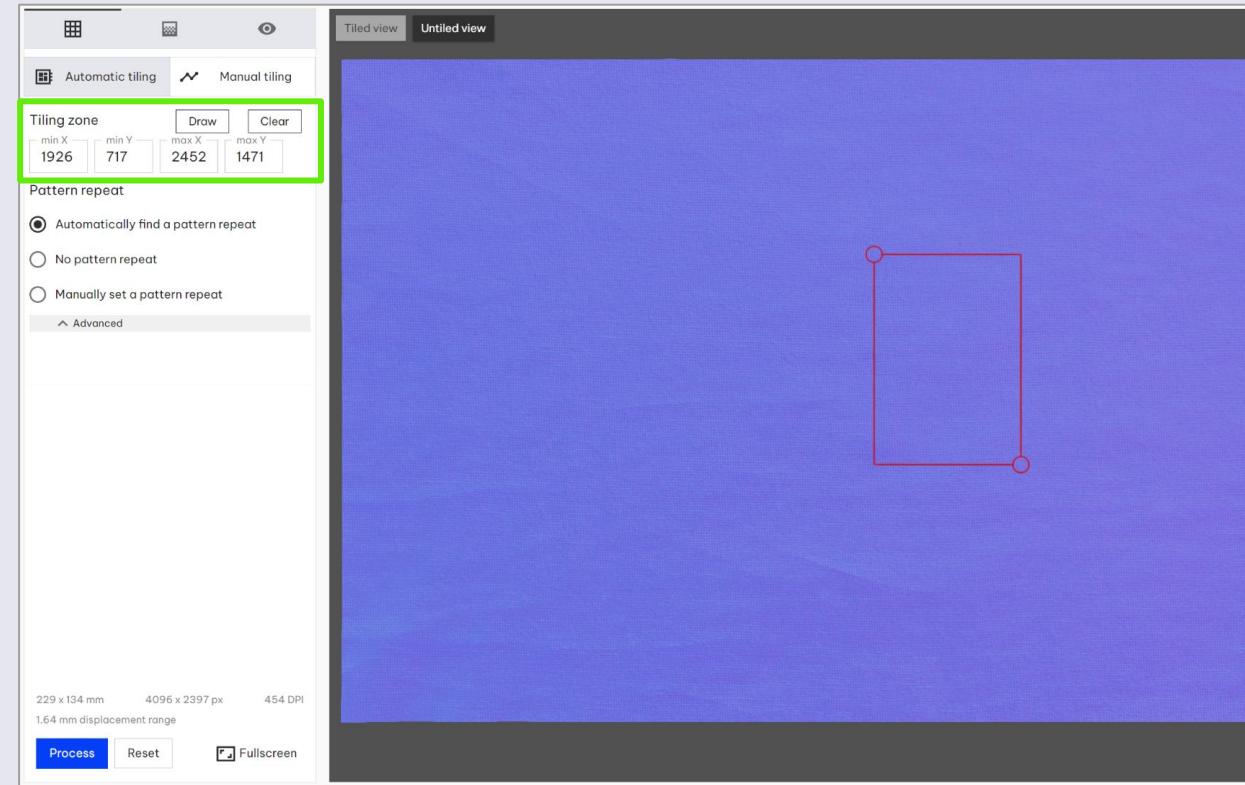 Tiled view Untiled view
Automatic tiling Manual tiling
Tiling zone Draw Clear
min X min Y max X max Y
1926 717 2452 1471
Pattern repeat
Automatically find a pattern repeat
No pattern repeat
Manually set a pattern repeat
Advanced
229 x 134 mm 4096 x 2397 px 454 DPI
1.64 mm displacement range
Process Reset Fullscreen